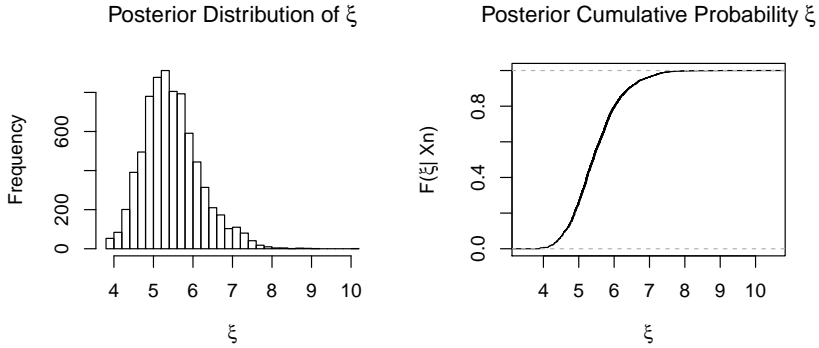 Posterior Distribution of ξ
Frequency
0 200 600
4 5 6 7 8 9 10
ξ
Posterior Cumulative Probability ξ
F(ξ| Xn)
0.0 0.4 0.8
4 5 6 7 8 9 10
ξ